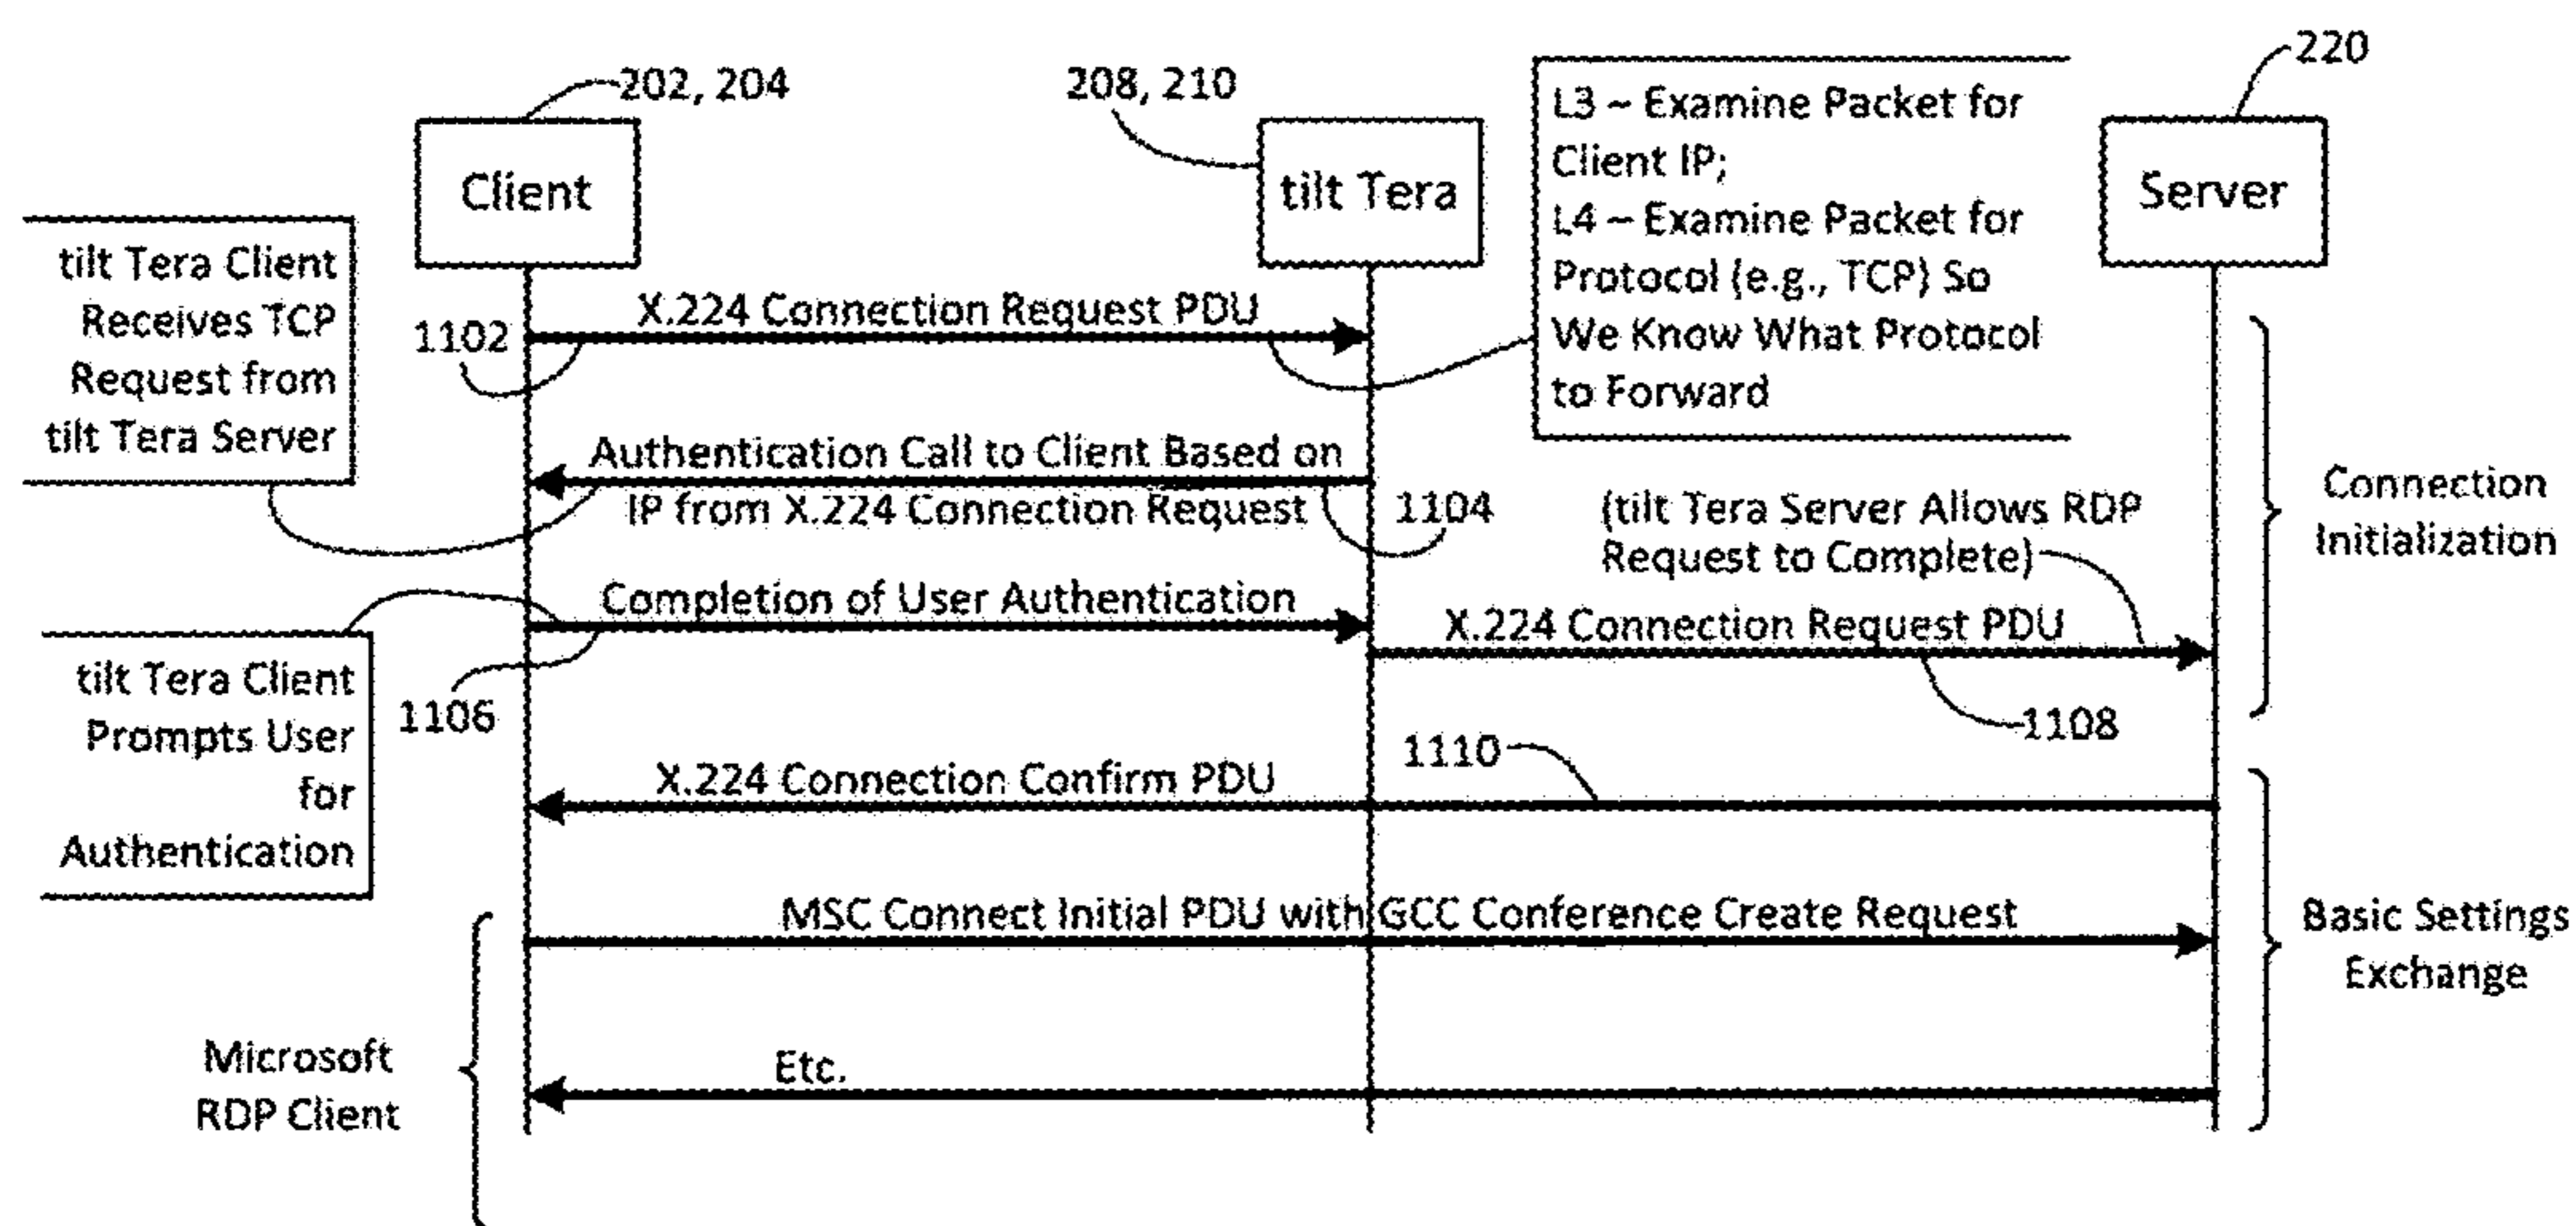 202, 204
208, 210
220
Client
tilt Tera
Server
L3 – Examine Packet for
Client IP;
L4 – Examine Packet for
Protocol (e.g., TCP) So
We Know What Protocol
to Forward
tilt Tera Client
Receives TCP
Request from
tilt Tera Server
1102
X.224 Connection Request PDU
Authentication Call to Client Based on
IP from X.224 Connection Request
1104
(tilt Tera Server Allows RDP
Request to Complete)
Connection
Initialization
Completion of User Authentication
X.224 Connection Request PDU
tilt Tera Client
Prompts User
for
Authentication
1106
1108
1110
X.224 Connection Confirm PDU
MSC Connect Initial PDU with GCC Conference Create Request
Basic Settings
Exchange
Microsoft
RDP Client
Etc.